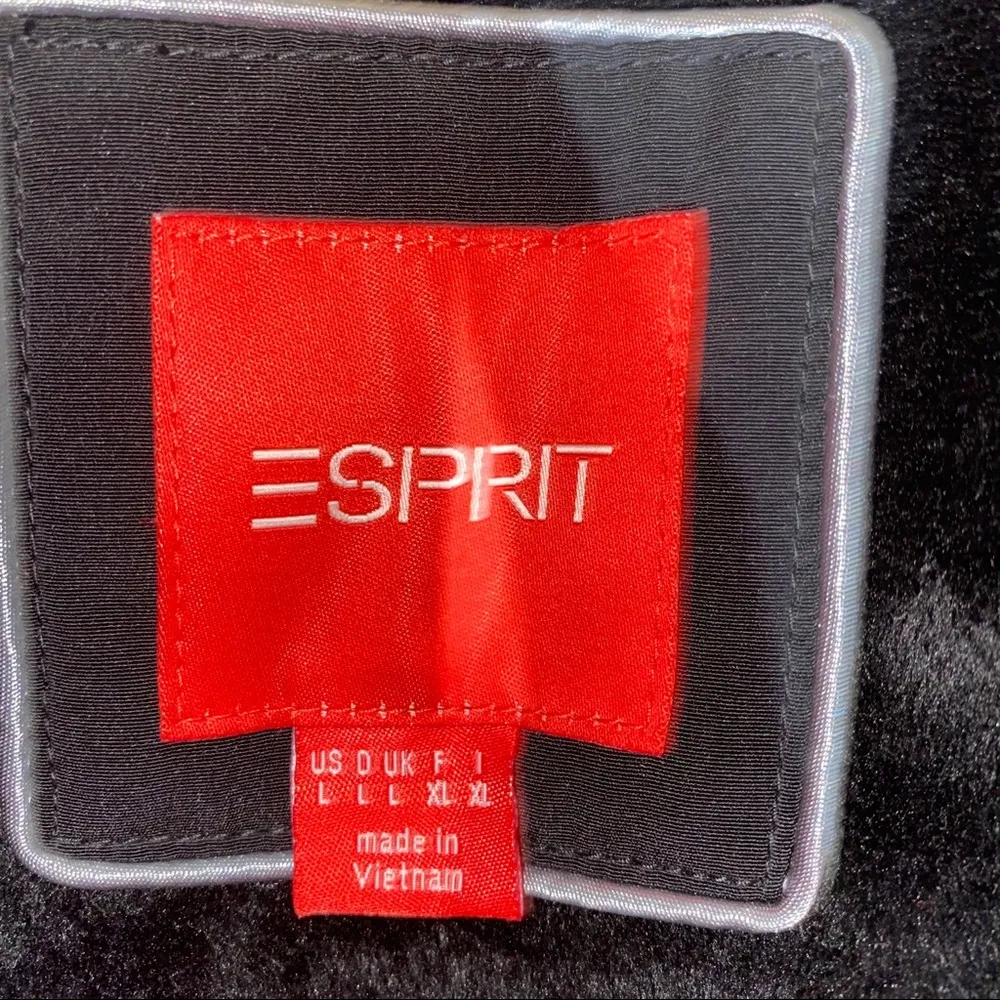 ESPRIT
US D UK F I
L L L XL XL
made in
Vietnam